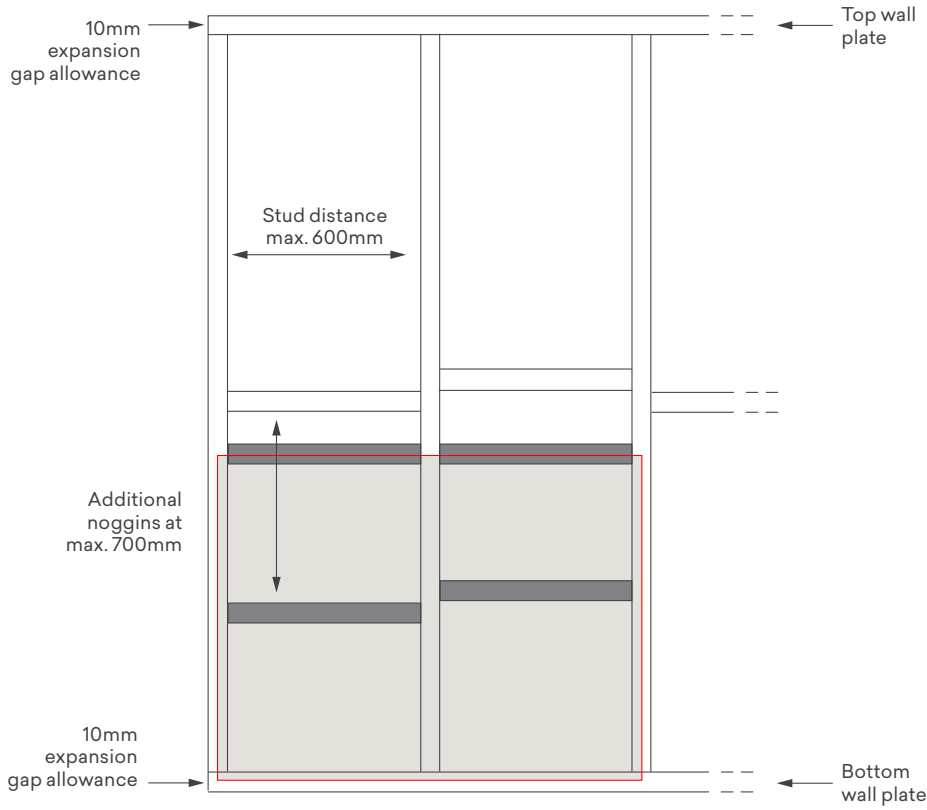 10mm
expansion
gap allowance
Top wall
plate
Stud distance
max. 600mm
Additional
noggins at
max. 700mm
10mm
expansion
gap allowance
Bottom
wall plate